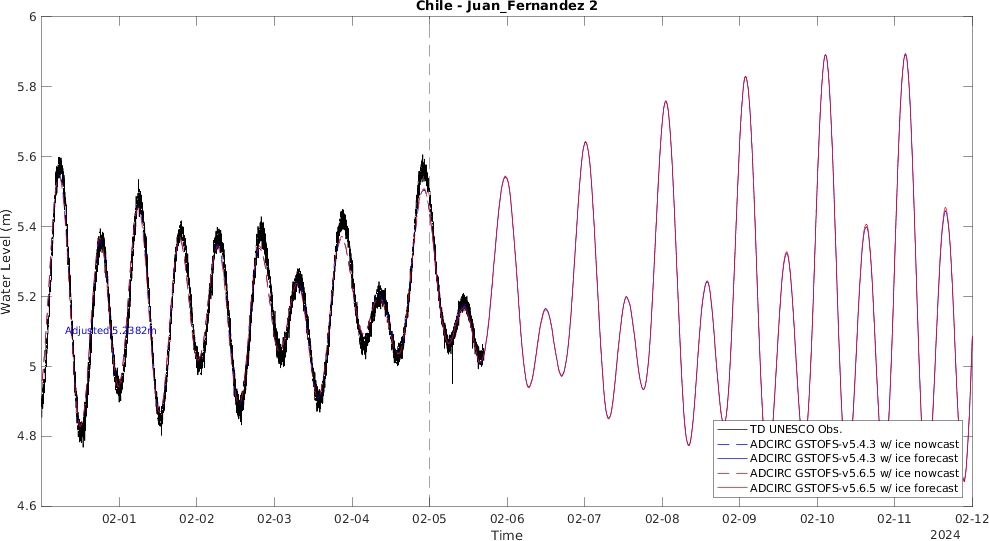 Chile - Juan_Fernandez 2
6
5.8
5.6
5.4
5.2
5
4.8
4.6
Water Level (m)
Adjusted 5.2382m
TD UNESCO Obs.
ADCIRC GSTOFS-v5.4.3 w/ ice nowcast
ADCIRC GSTOFS-v5.4.3 w/ ice forecast
ADCIRC GSTOFS-v5.6.5 w/ ice nowcast
ADCIRC GSTOFS-v5.6.5 w/ ice forecast
02-01 02-02 02-03 02-04 02-05 02-06 02-07 02-08 02-09 02-10 02-11 02-12
Time
2024